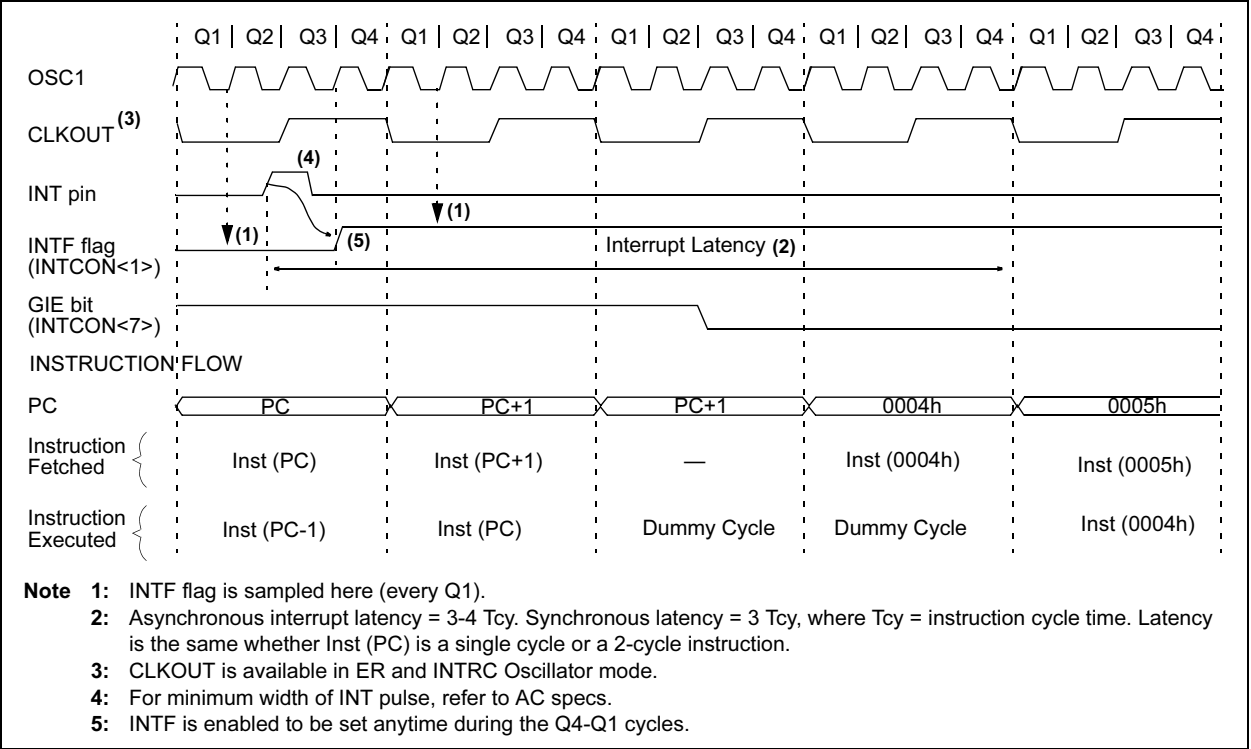 Q1 | Q2 | Q3 | Q4 Q1 | Q2 | Q3 | Q4 Q1 | Q2 | Q3 | Q4 Q1 | Q2 | Q3 | Q4 Q1 | Q2 | Q3 | Q4
OSC1
CLKOUT (3)
(4)
INT pin
(1)
(1)
(5)
INTF flag
(INTCON<1>)
Interrupt Latency (2)
GIE bit
(INTCON<7>)
INSTRUCTION FLOW
PC PC PC+1 PC+1 0004h 0005h
Instruction
Fetched
Inst (PC) Inst (PC+1) — Inst (0004h) Inst (0005h)
Instruction
Executed
Inst (PC-1) Inst (PC) Dummy Cycle Dummy Cycle Inst (0004h)
Note 1: INTF flag is sampled here (every Q1).
2: Asynchronous interrupt latency = 3-4 Tcy. Synchronous latency = 3 Tcy, where Tcy = instruction cycle time. Latency
is the same whether Inst (PC) is a single cycle or a 2-cycle instruction.
3: CLKOUT is available in ER and INTRC Oscillator mode.
4: For minimum width of INT pulse, refer to AC specs.
5: INTF is enabled to be set anytime during the Q4-Q1 cycles.